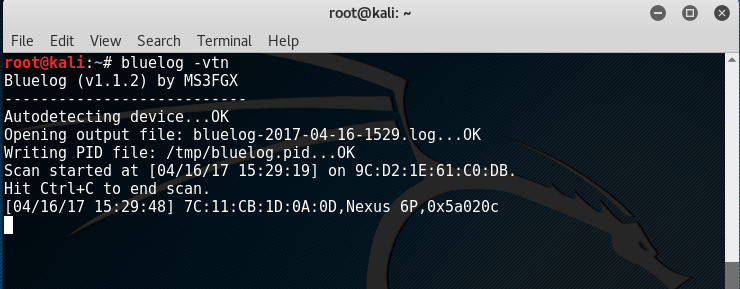 root@kali: ~
File Edit View Search Terminal Help
root@kali:~# bluelog -vtn
Bluelog (v1.1.2) by MS3FGX
---------------------------
Autodetecting device...OK
Opening output file: bluelog-2017-04-16-1529.log...OK
Writing PID file: /tmp/bluelog.pid...OK
Scan started at [04/16/17 15:29:19] on 9C:D2:1E:61:C0:DB.
Hit Ctrl+C to end scan.
[04/16/17 15:29:48] 7C:11:CB:1D:0A:0D,Nexus 6P,0x5a020c